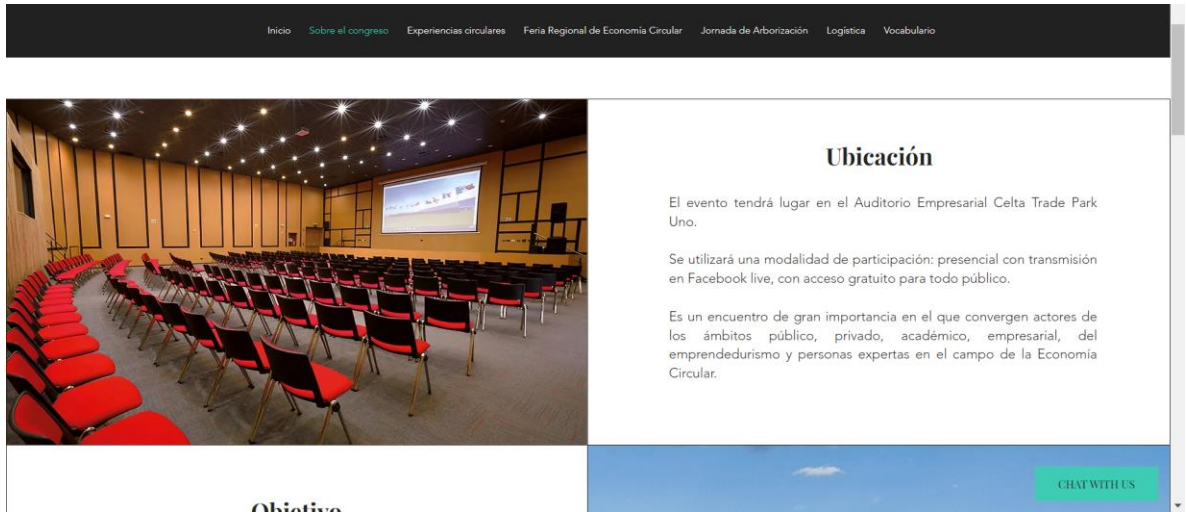 Inicio Sobre el congreso Experiencias circulares Feria Regional de Economía Circular Jornada de Arborización Logística Vocabulario
Ubicación
El evento tendrá lugar en el Auditorio Empresarial Celta Trade Park
Uno.
Se utilizará una modalidad de participación: presencial con transmisión
en Facebook live, con acceso gratuito para todo público.
Es un encuentro de gran importancia en el que convergen actores de
los ámbitos público, privado, académico, empresarial, del
emprendedurismo y personas expertas en el campo de la Economía
Circular.
CHAT WITH US
Objetivo